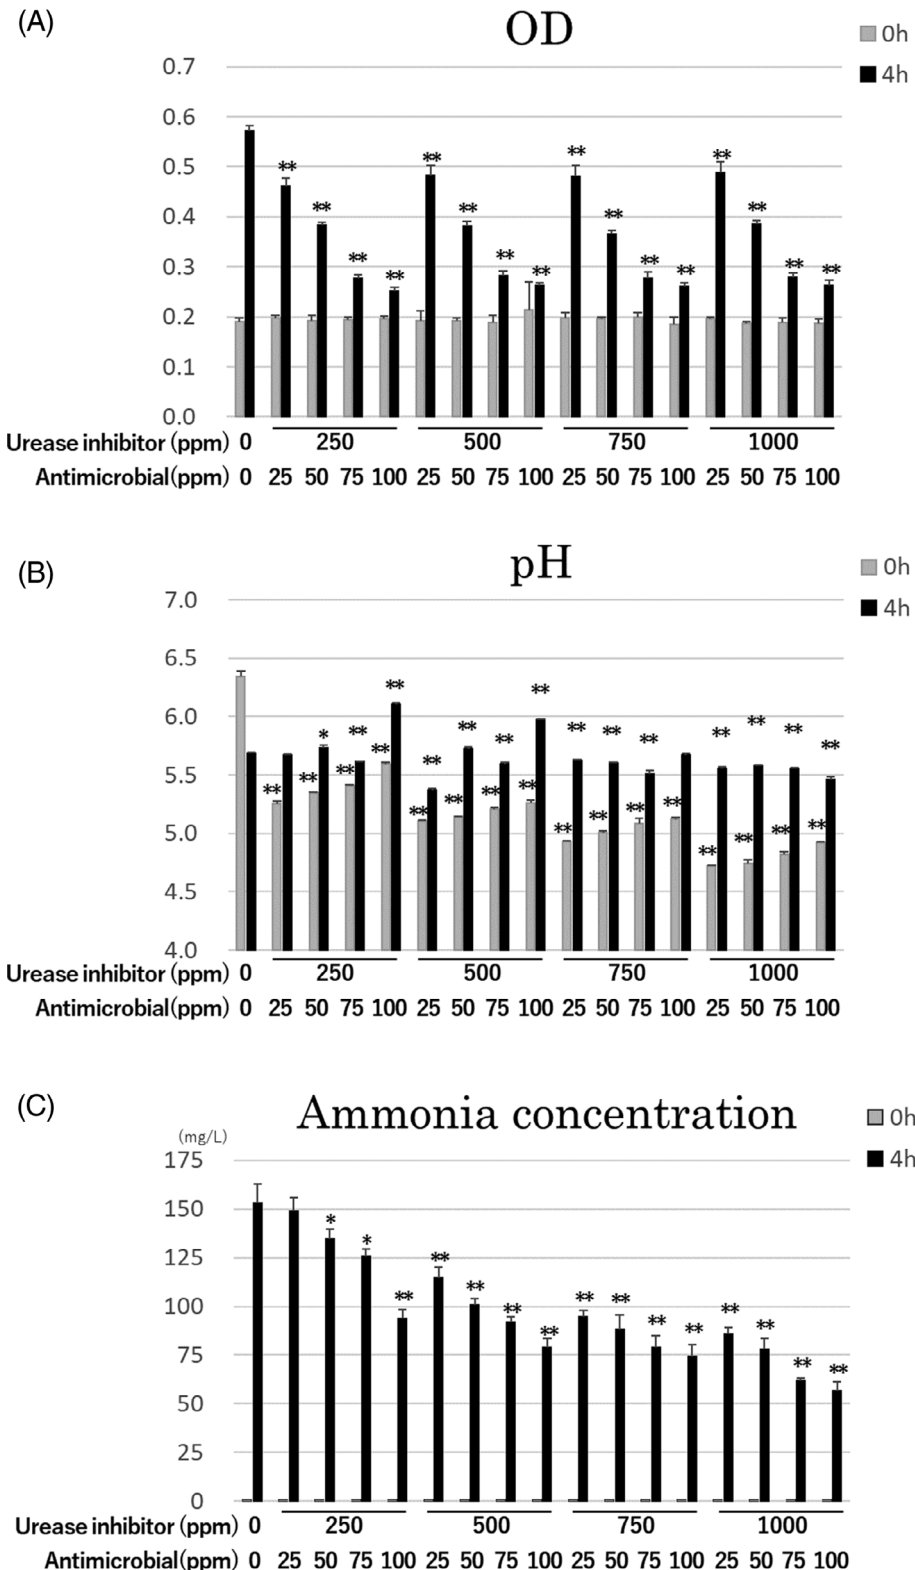 (A)
OD
0h
4h
0.7
0.6
0.5
0.4
0.3
0.2
0.1
0.0
** ** ** ** ** ** ** ** ** ** ** ** ** ** ** **
Urease inhibitor (ppm) 0 250 500 750 1000
Antimicrobial(ppm) 0 25 50 75 100 25 50 75 100 25 50 75 100 25 50 75 100
(B)
pH
0h
4h
7.0
6.5
6.0
5.5
5.0
4.5
4.0
** ** * ** ** ** ** ** ** ** ** ** ** ** ** ** ** ** ** ** ** ** ** ** ** ** ** ** ** **
Urease inhibitor (ppm) 0 250 500 750 1000
Antimicrobial(ppm) 0 25 50 75 100 25 50 75 100 25 50 75 100 25 50 75 100
(C)
Ammonia concentration
0h
4h
(mg/L)
175
150
125
100
75
50
25
0
* * ** ** ** ** ** ** ** ** ** ** ** ** **
Urease inhibitor (ppm) 0 250 500 750 1000
Antimicrobial(ppm) 0 25 50 75 100 25 50 75 100 25 50 75 100 25 50 75 100